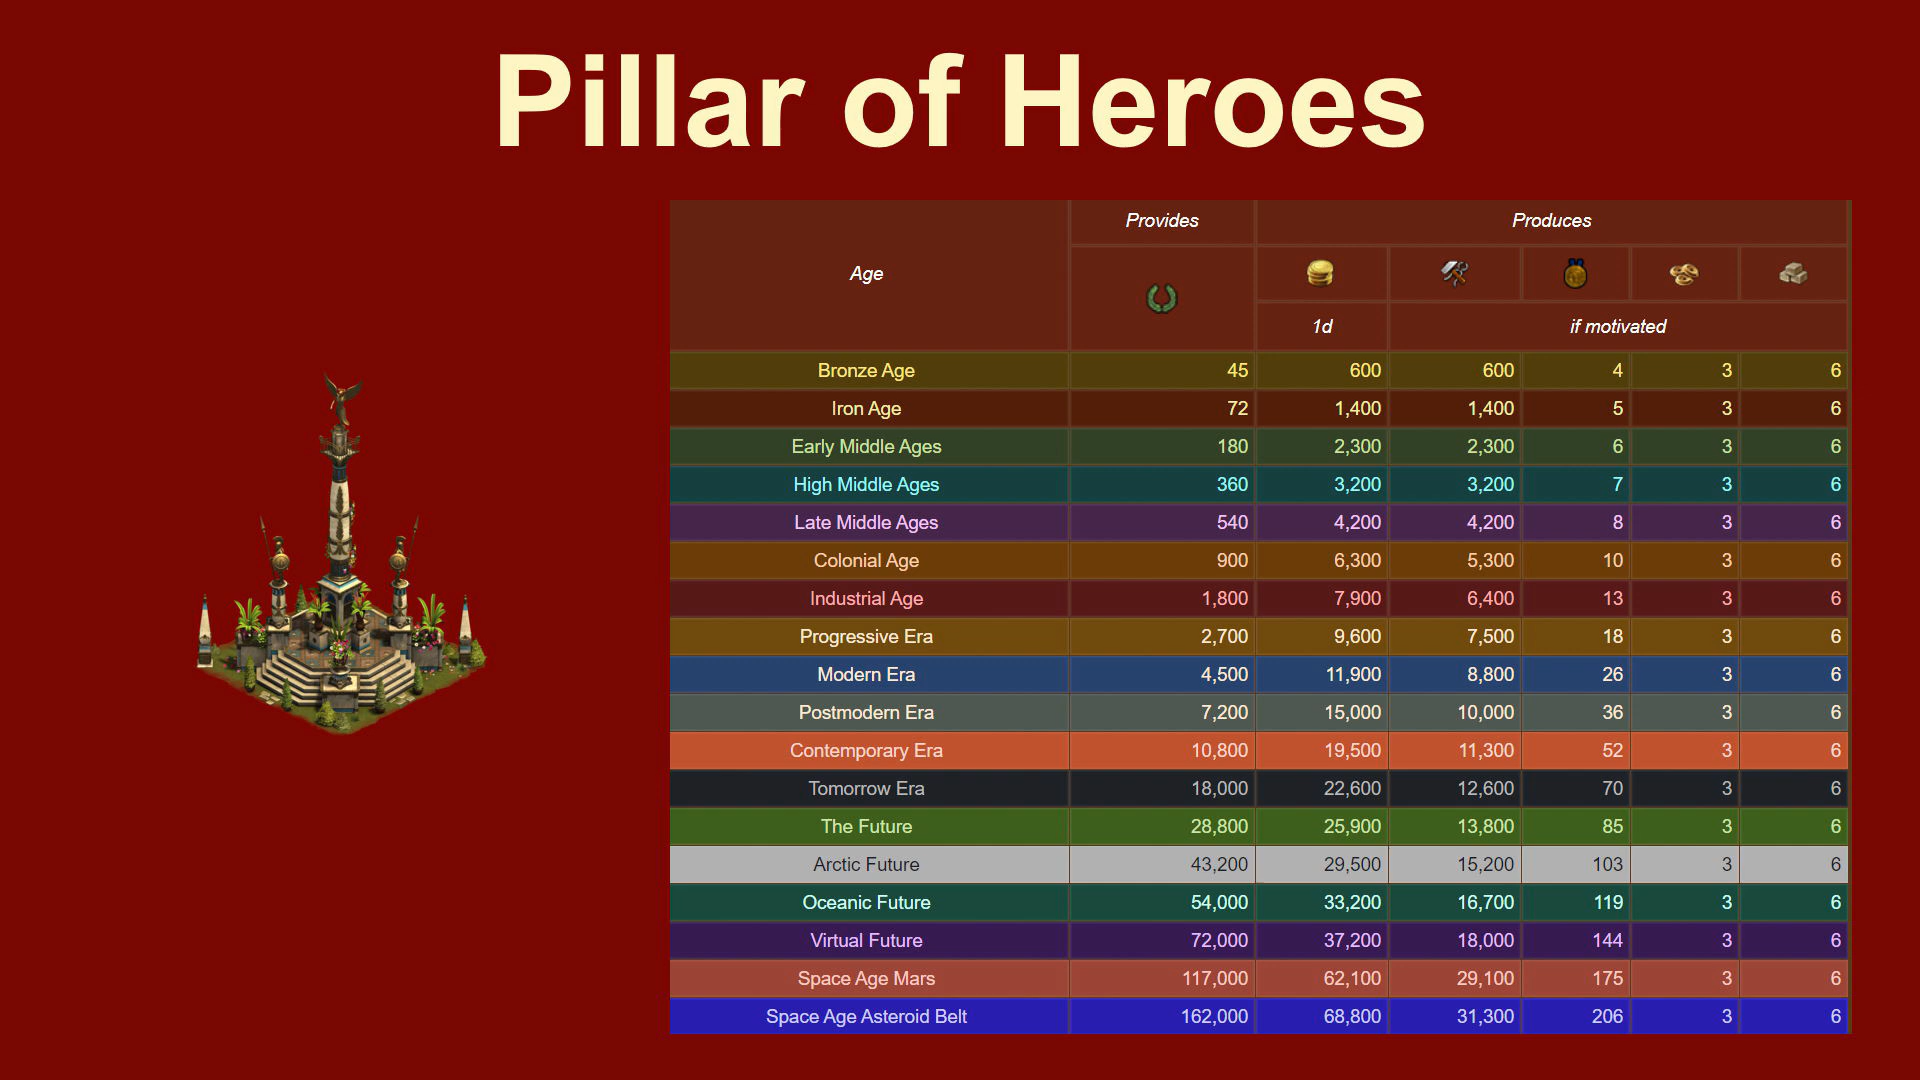 Pillar of Heroes
Age Provides Produces
1d if motivated
Bronze Age 45 600 600 4 3 6
Iron Age 72 1,400 1,400 5 3 6
Early Middle Ages 180 2,300 2,300 6 3 6
High Middle Ages 360 3,200 3,200 7 3 6
Late Middle Ages 540 4,200 4,200 8 3 6
Colonial Age 900 6,300 5,300 10 3 6
Industrial Age 1,800 7,900 6,400 13 3 6
Progressive Era 2,700 9,600 7,500 18 3 6
Modern Era 4,500 11,900 8,800 26 3 6
Postmodern Era 7,200 15,000 10,000 36 3 6
Contemporary Era 10,800 19,500 11,300 52 3 6
Tomorrow Era 18,000 22,600 12,600 70 3 6
The Future 28,800 25,900 13,800 85 3 6
Arctic Future 43,200 29,500 15,200 103 3 6
Oceanic Future 54,000 33,200 16,700 119 3 6
Virtual Future 72,000 37,200 18,000 144 3 6
Space Age Mars 117,000 62,100 29,100 175 3 6
Space Age Asteroid Belt 162,000 68,800 31,300 206 3 6